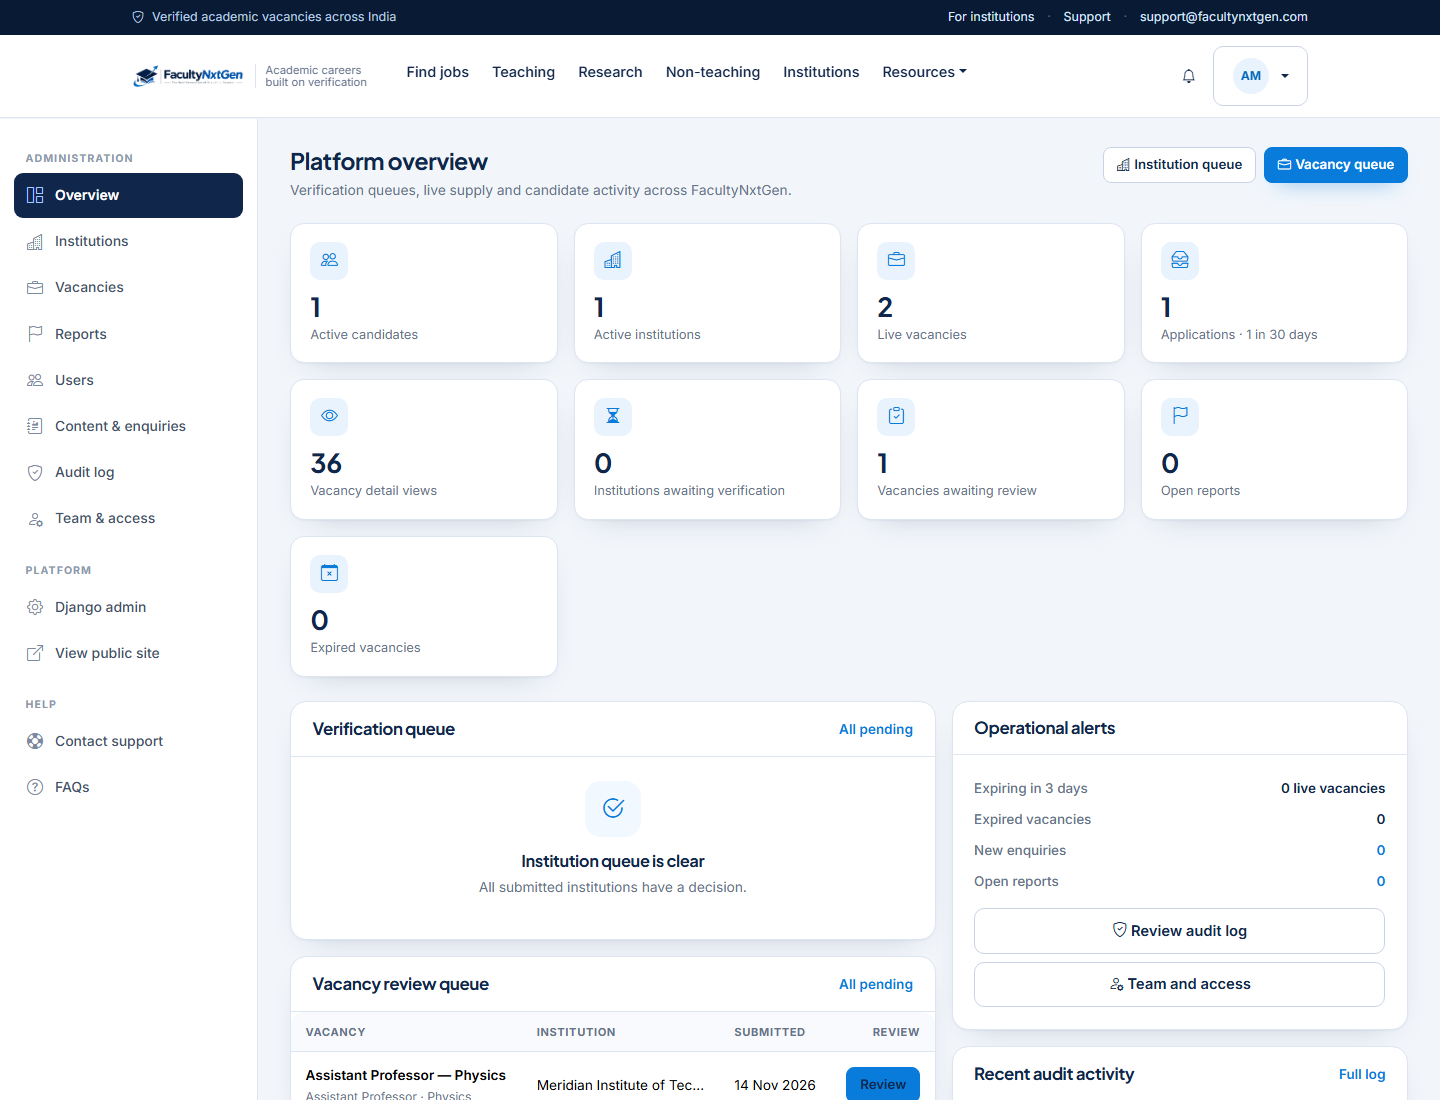 Verified academic vacancies across India
For institutions · Support · support@facultynxtgen.com
FacultyNxtGen
Academic careers
built on verification
Find jobs Teaching Research Non-teaching Institutions Resources
AM
ADMINISTRATION
Overview
Institutions
Vacancies
Reports
Users
Content & enquiries
Audit log
Team & access
PLATFORM
Django admin
View public site
HELP
Contact support
FAQs
Platform overview
Verification queues, live supply and candidate activity across FacultyNxtGen.
Institution queue
Vacancy queue
1
Active candidates
1
Active institutions
2
Live vacancies
1
Applications · 1 in 30 days
36
Vacancy detail views
0
Institutions awaiting verification
1
Vacancies awaiting review
0
Open reports
0
Expired vacancies
Verification queue
All pending
Institution queue is clear
All submitted institutions have a decision.
Vacancy review queue
All pending
VACANCY INSTITUTION SUBMITTED REVIEW
Assistant Professor — Physics
Assistant Professor · Physics
Meridian Institute of Tec...
14 Nov 2026
Review
Operational alerts
Expiring in 3 days 0 live vacancies
Expired vacancies 0
New enquiries 0
Open reports 0
Review audit log
Team and access
Recent audit activity
Full log